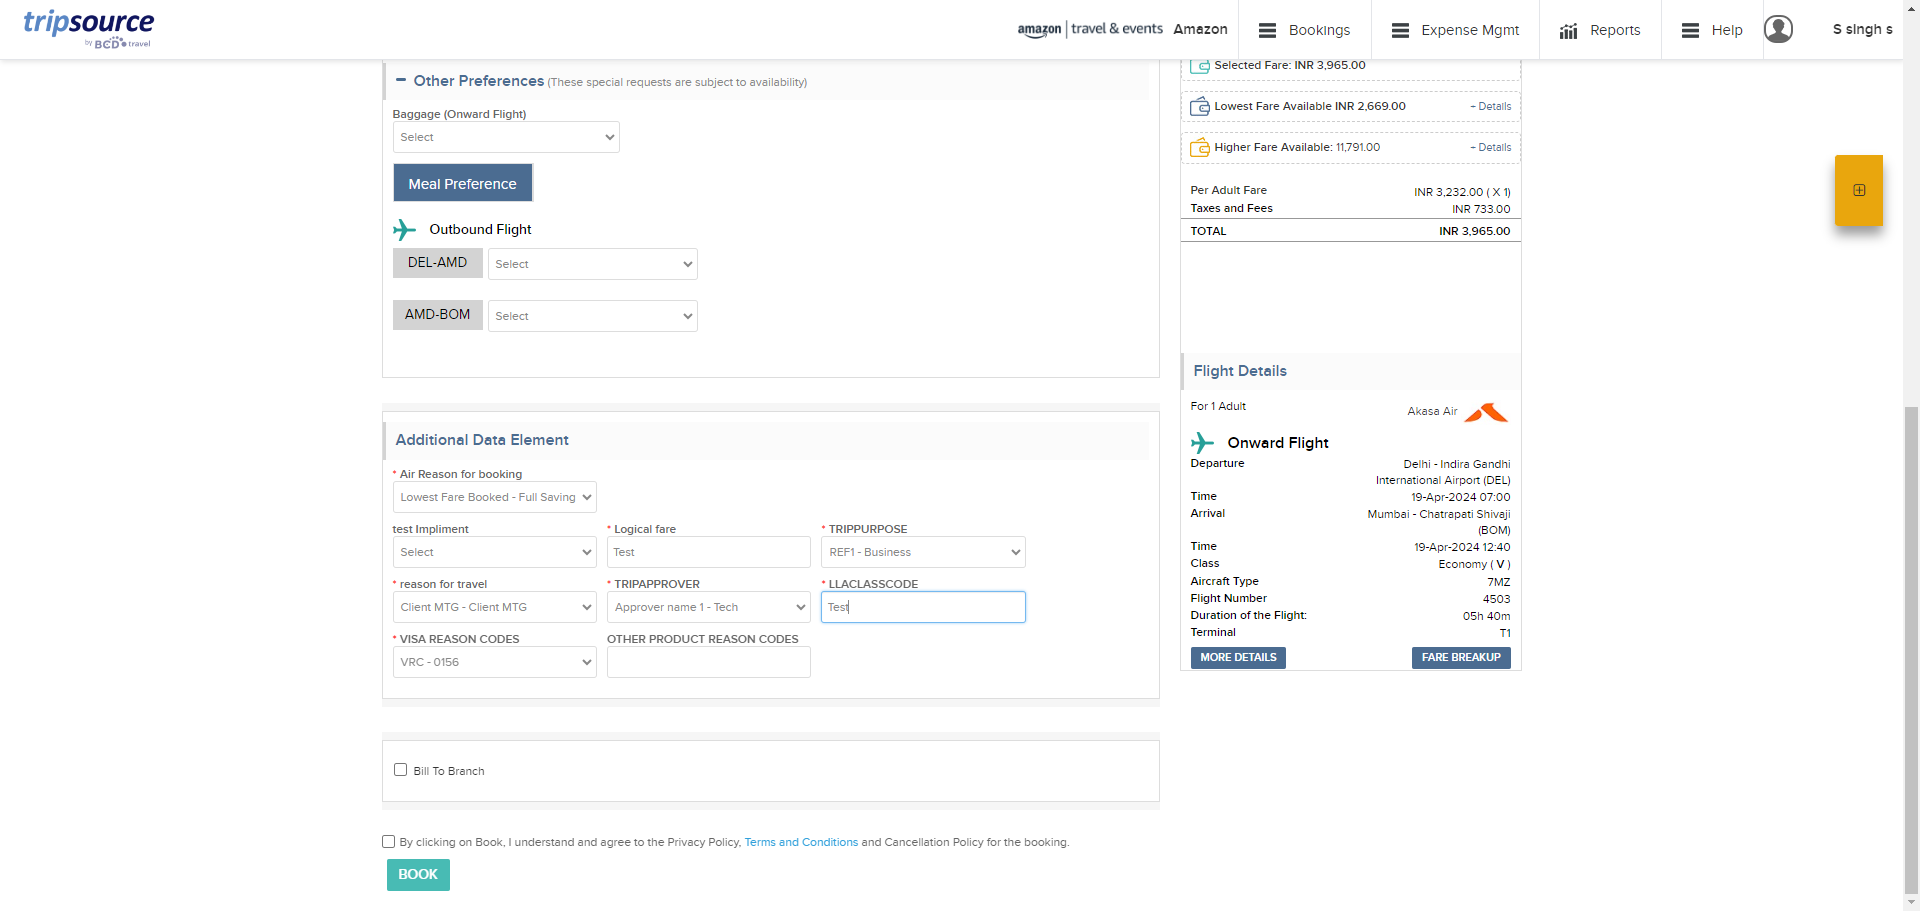 tripsource
by BCD travel
amazon | travel & events Amazon
Bookings
Expense Mgmt
Reports
Help
S singh s
Other Preferences (These special requests are subject to availability)
Baggage (Onward Flight)
Select
Meal Preference
Outbound Flight
DEL-AMD Select
AMD-BOM Select
Additional Data Element
* Air Reason for booking
Lowest Fare Booked - Full Saving
test Impliment * Logical fare * TRIPPURPOSE
Select Test REF1 - Business
* reason for travel * TRIPAPPROVER * LLACLASSCODE
Client MTG - Client MTG Approver name 1 - Tech Test
* VISA REASON CODES OTHER PRODUCT REASON CODES
VRC - 0156
Bill To Branch
By clicking on Book, I understand and agree to the Privacy Policy, Terms and Conditions and Cancellation Policy for the booking.
BOOK
Selected Fare: INR 3,965.00
Lowest Fare Available INR 2,669.00 + Details
Higher Fare Available: 11,791.00 + Details
Per Adult Fare INR 3,232.00 ( X 1)
Taxes and Fees INR 733.00
TOTAL INR 3,965.00
Flight Details
For 1 Adult Akasa Air
Onward Flight
Departure Delhi - Indira Gandhi
International Airport (DEL)
Time 19-Apr-2024 07:00
Arrival Mumbai - Chatrapati Shivaji
(BOM)
Time 19-Apr-2024 12:40
Class Economy ( V )
Aircraft Type 7MZ
Flight Number 4503
Duration of the Flight: 05h 40m
Terminal T1
MORE DETAILS FARE BREAKUP